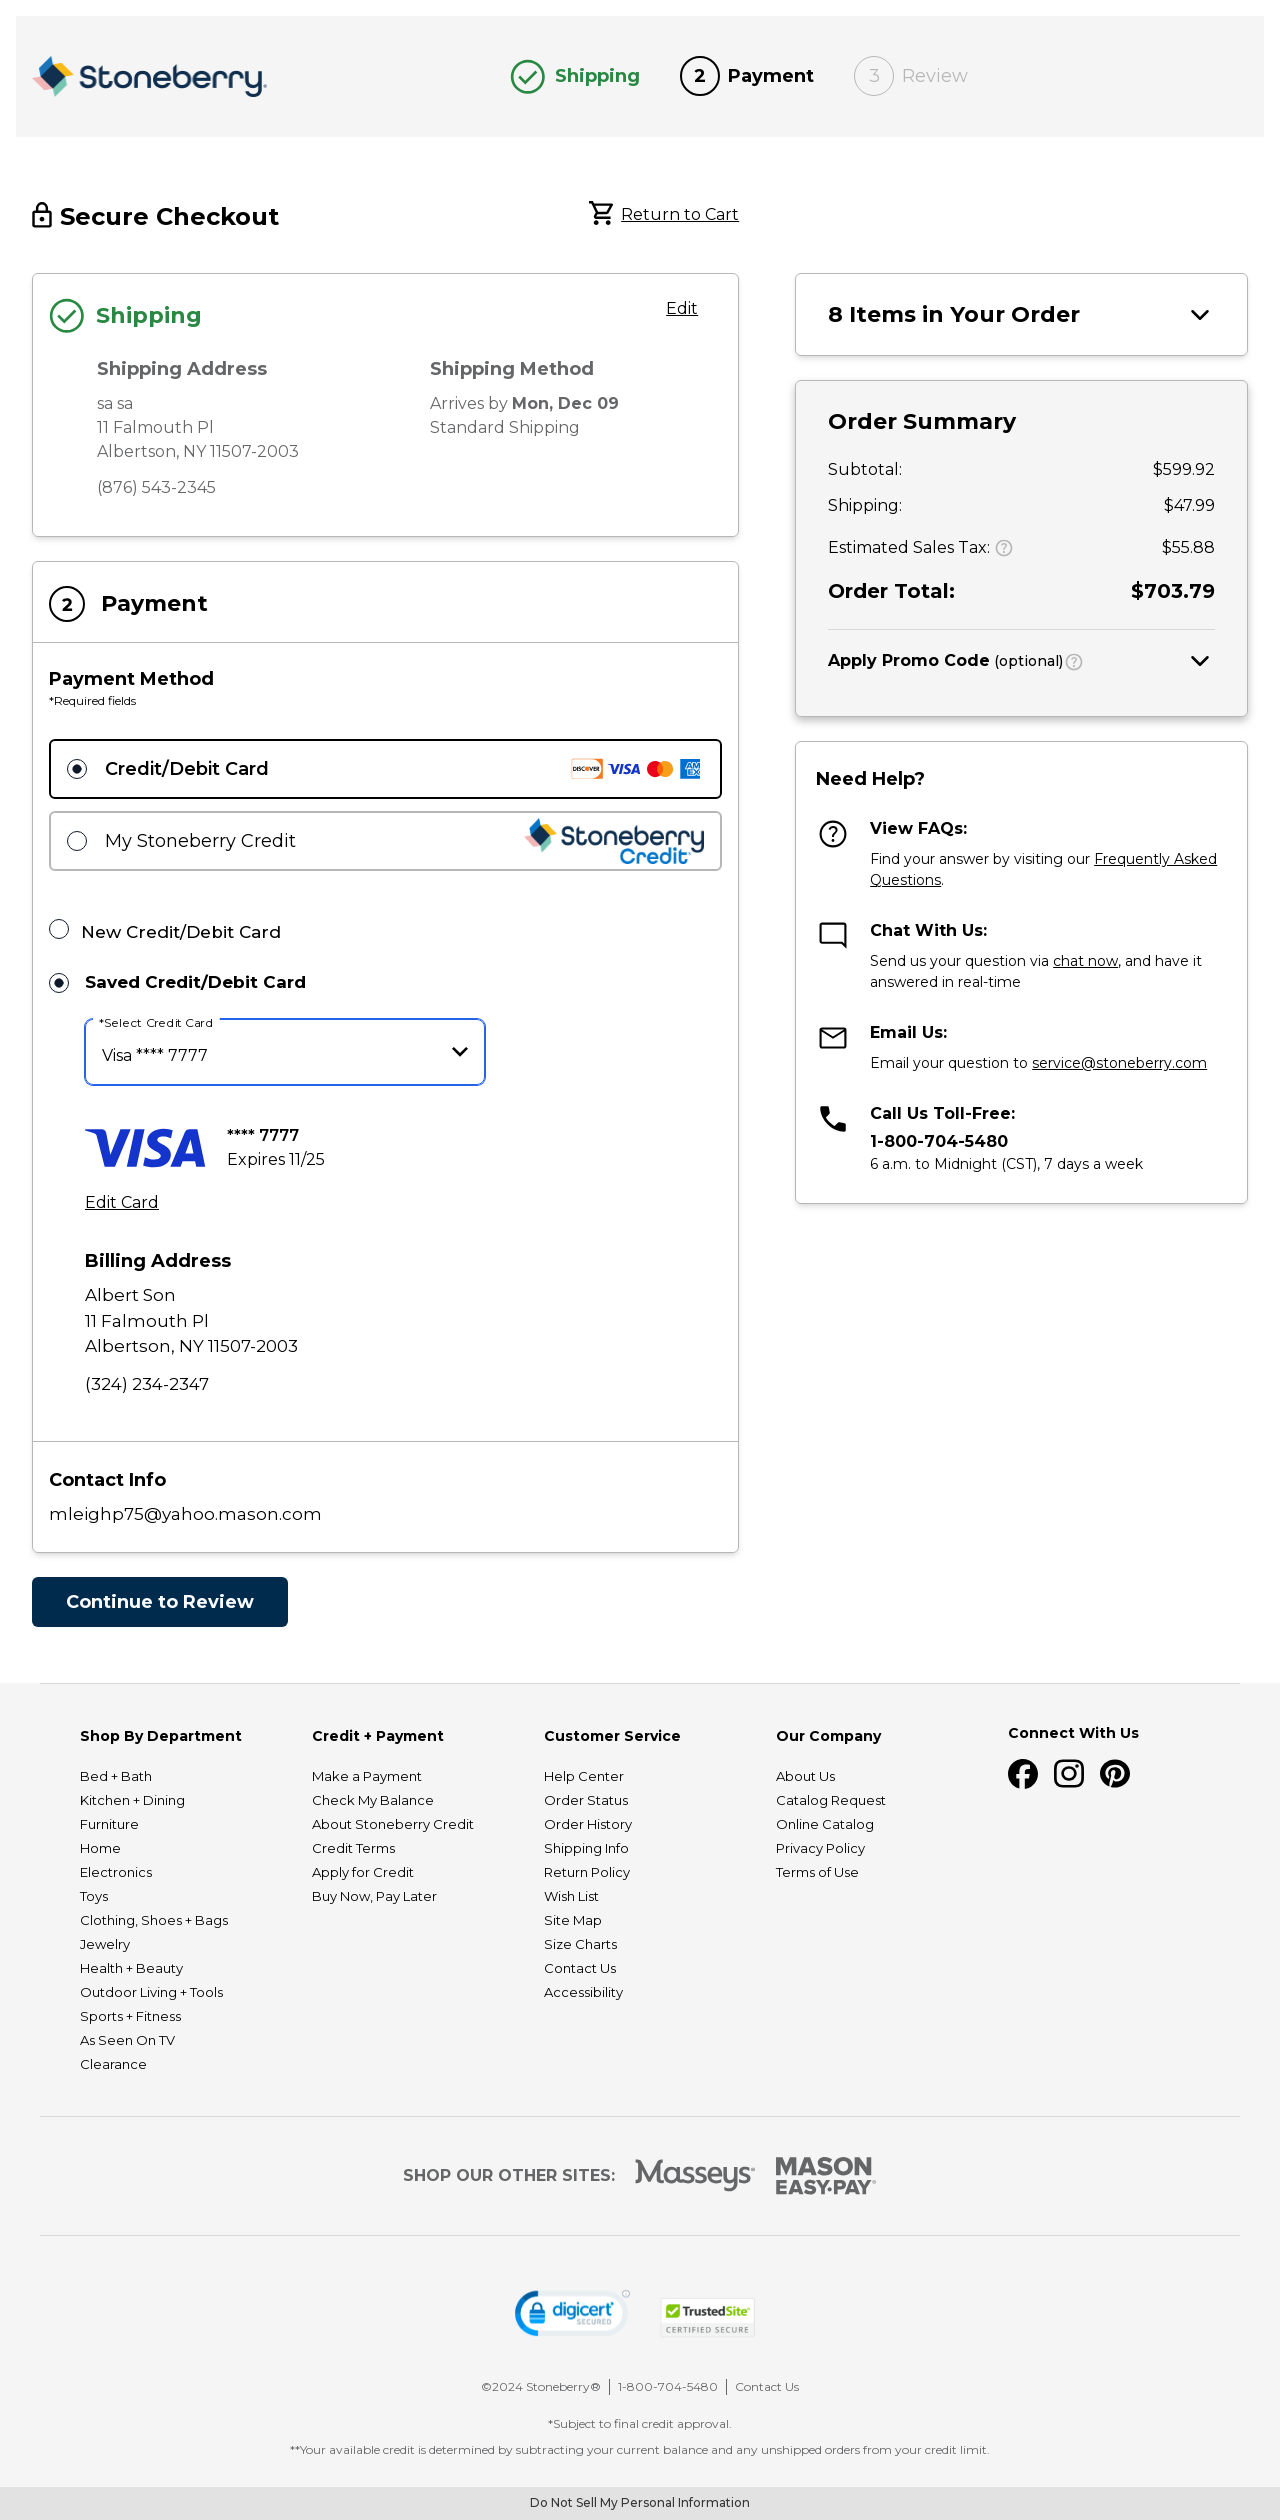 Stoneberry
Shipping
2 Payment
3 Review
Secure Checkout
Return to Cart
Shipping
Edit
Shipping Address
sa sa
11 Falmouth Pl
Albertson, NY 11507-2003
(876) 543-2345
Shipping Method
Arrives by Mon, Dec 09
Standard Shipping
2 Payment
Payment Method
*Required fields
Credit/Debit Card
DISCOVER VISA AMEX
My Stoneberry Credit
Stoneberry
Credit
New Credit/Debit Card
Saved Credit/Debit Card
*Select Credit Card
Visa **** 7777
VISA
**** 7777
Expires 11/25
Edit Card
Billing Address
Albert Son
11 Falmouth Pl
Albertson, NY 11507-2003
(324) 234-2347
Contact Info
mleighp75@yahoo.mason.com
Continue to Review
8 Items in Your Order
Order Summary
Subtotal: $599.92
Shipping: $47.99
Estimated Sales Tax: ? $55.88
Order Total: $703.79
Apply Promo Code (optional) ?
Need Help?
View FAQs:
Find your answer by visiting our Frequently Asked
Questions.
Chat With Us:
Send us your question via chat now, and have it
answered in real-time
Email Us:
Email your question to service@stoneberry.com
Call Us Toll-Free:
1-800-704-5480
6 a.m. to Midnight (CST), 7 days a week
Shop By Department
Bed + Bath
Kitchen + Dining
Furniture
Home
Electronics
Toys
Clothing, Shoes + Bags
Jewelry
Health + Beauty
Outdoor Living + Tools
Sports + Fitness
As Seen On TV
Clearance
Credit + Payment
Make a Payment
Check My Balance
About Stoneberry Credit
Credit Terms
Apply for Credit
Buy Now, Pay Later
Customer Service
Help Center
Order Status
Order History
Shipping Info
Return Policy
Wish List
Site Map
Size Charts
Contact Us
Accessibility
Our Company
About Us
Catalog Request
Online Catalog
Privacy Policy
Terms of Use
Connect With Us
SHOP OUR OTHER SITES:
Masseys®
MASON
EASY•PAY®
digicert
SECURED
TrustedSite
CERTIFIED SECURE
©2024 Stoneberry® | 1-800-704-5480 | Contact Us
*Subject to final credit approval.
**Your available credit is determined by subtracting your current balance and any unshipped orders from your credit limit.
Do Not Sell My Personal Information